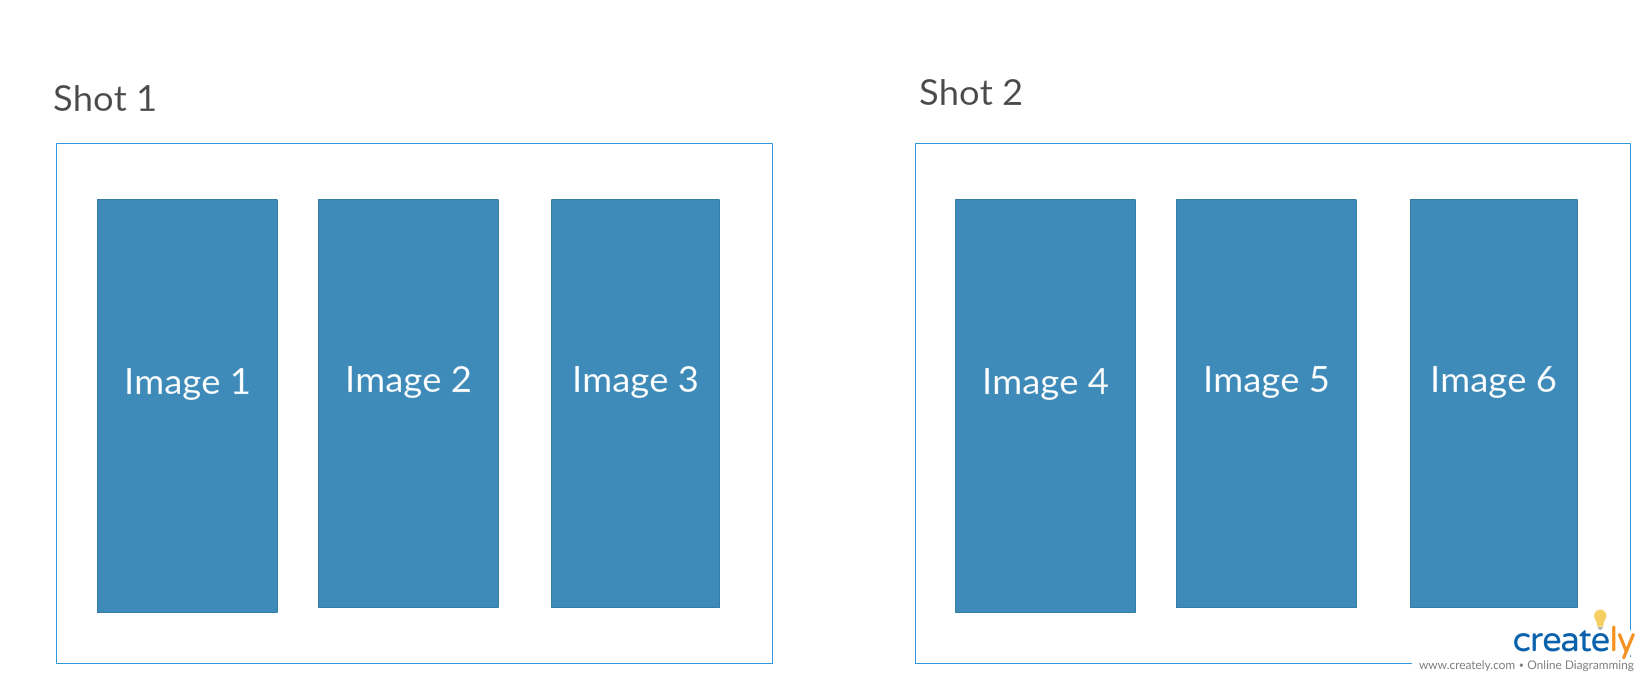 Shot 1
Shot 2
Image 1
Image 2
Image 3
Image 4
Image 5
Image 6
creately
www.creately.com • Online Diagramming